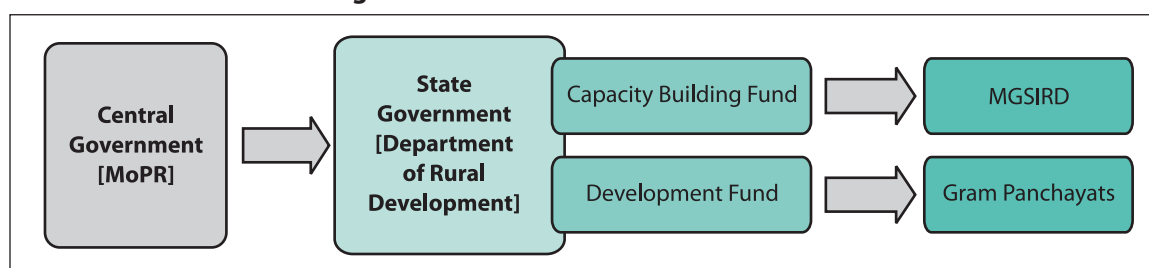 Central
Government
[MoPR]
State
Government
[Department
of Rural
Development]
Capacity Building Fund
MGSIRD
Development Fund
Gram Panchayats